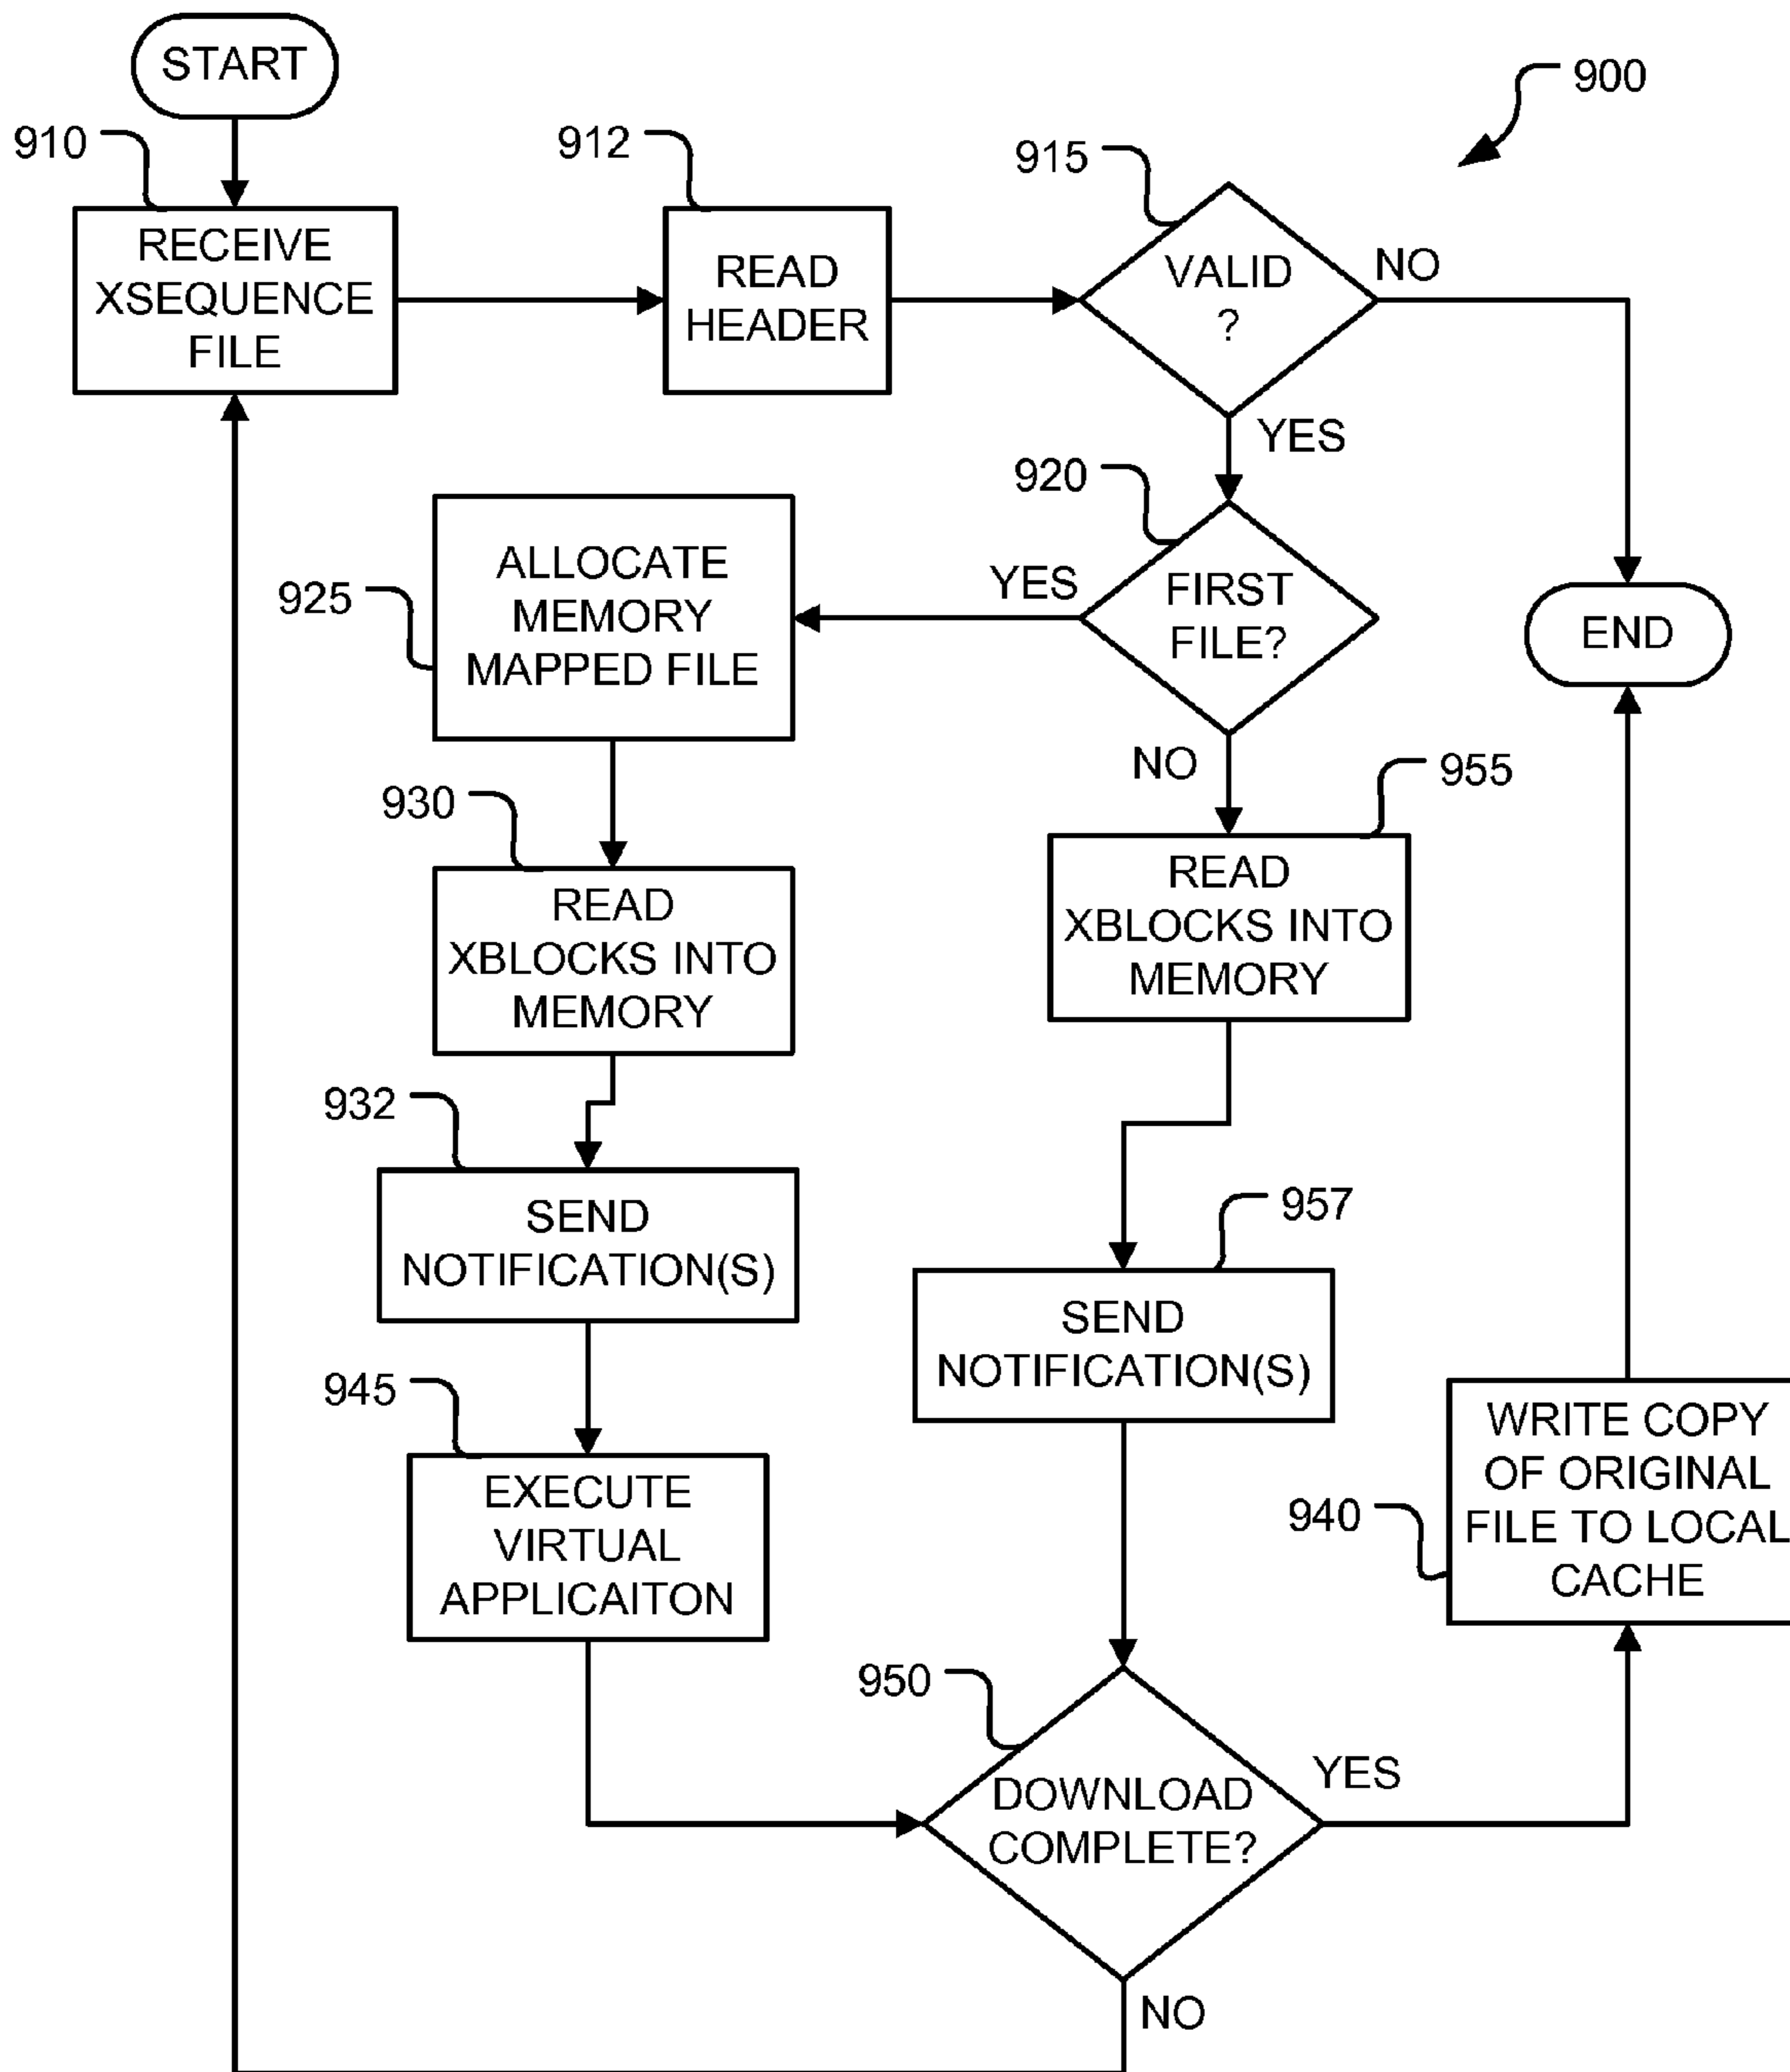 START
900
910
912
915
RECEIVE
XSEQUENCE
FILE
READ
HEADER
VALID
?
NO
YES
920
925
ALLOCATE
MEMORY
MAPPED FILE
YES
FIRST
FILE?
END
NO
930
955
READ
XBLOCKS INTO
MEMORY
READ
XBLOCKS INTO
MEMORY
932
957
SEND
NOTIFICATION(S)
SEND
NOTIFICATION(S)
945
EXECUTE
VIRTUAL
APPLICAITON
940
WRITE COPY
OF ORIGINAL
FILE TO LOCAL
CACHE
950
DOWNLOAD
COMPLETE?
YES
NO